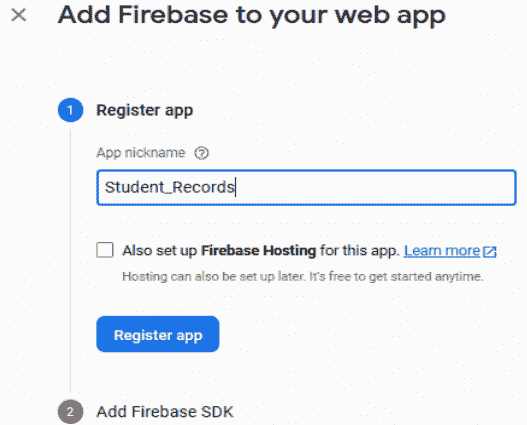 Add Firebase to your web app
1 Register app
App nickname ?
Student_Records
Also set up Firebase Hosting for this app. Learn more
Hosting can also be set up later. It's free to get started anytime.
Register app
2 Add Firebase SDK